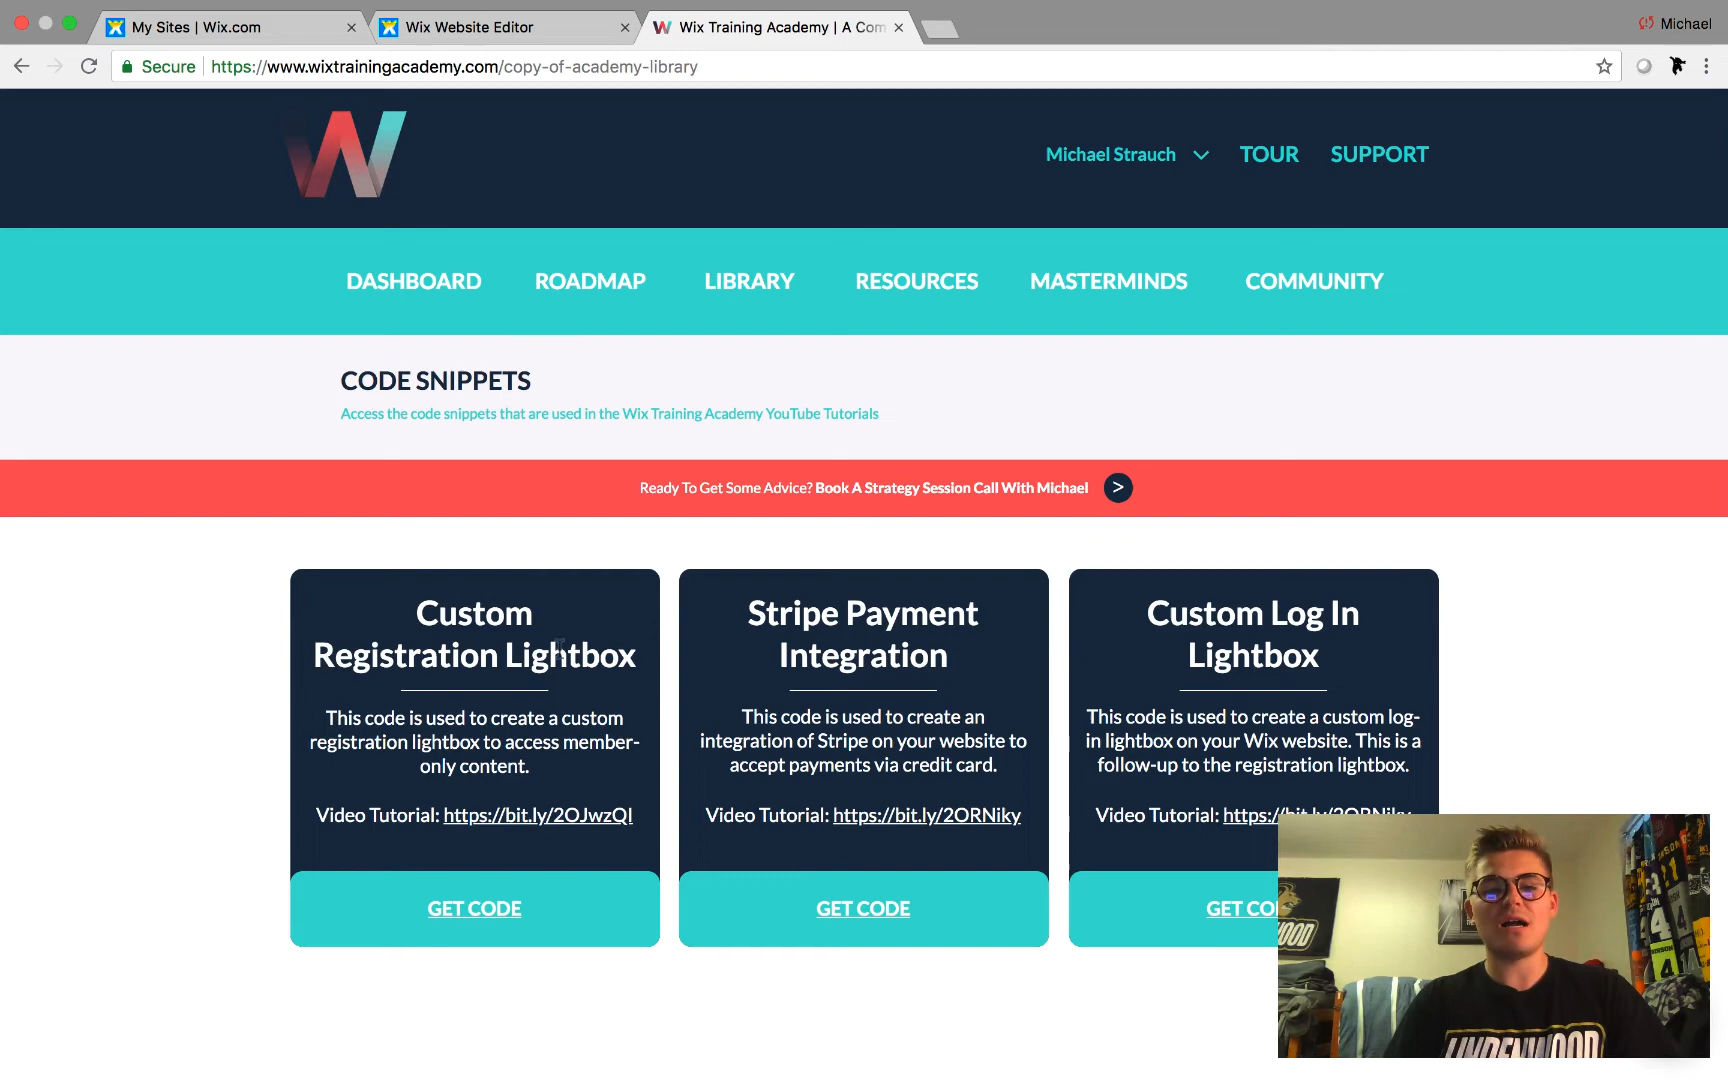 My Sites | Wix.com
Wix Website Editor
Wix Training Academy | A Com
Michael
Secure
https://www.wixtrainingacademy.com/copy-of-academy-library
W
Michael Strauch
TOUR
SUPPORT
DASHBOARD
ROADMAP
LIBRARY
RESOURCES
MASTERMINDS
COMMUNITY
CODE SNIPPETS
Access the code snippets that are used in the Wix Training Academy YouTube Tutorials
Ready To Get Some Advice? Book A Strategy Session Call With Michael >
Custom
Registration Lightbox
This code is used to create a custom
registration lightbox to access member-
only content.
Video Tutorial: https://bit.ly/2OJwzQI
GET CODE
Stripe Payment
Integration
This code is used to create an
integration of Stripe on your website to
accept payments via credit card.
Video Tutorial: https://bit.ly/2ORNiky
GET CODE
Custom Log In
Lightbox
This code is used to create a custom log-
in lightbox on your Wix website. This is a
follow-up to the registration lightbox.
Video Tutorial: https://bit.ly/2ORNiky
GET CO
LINDENWOOD